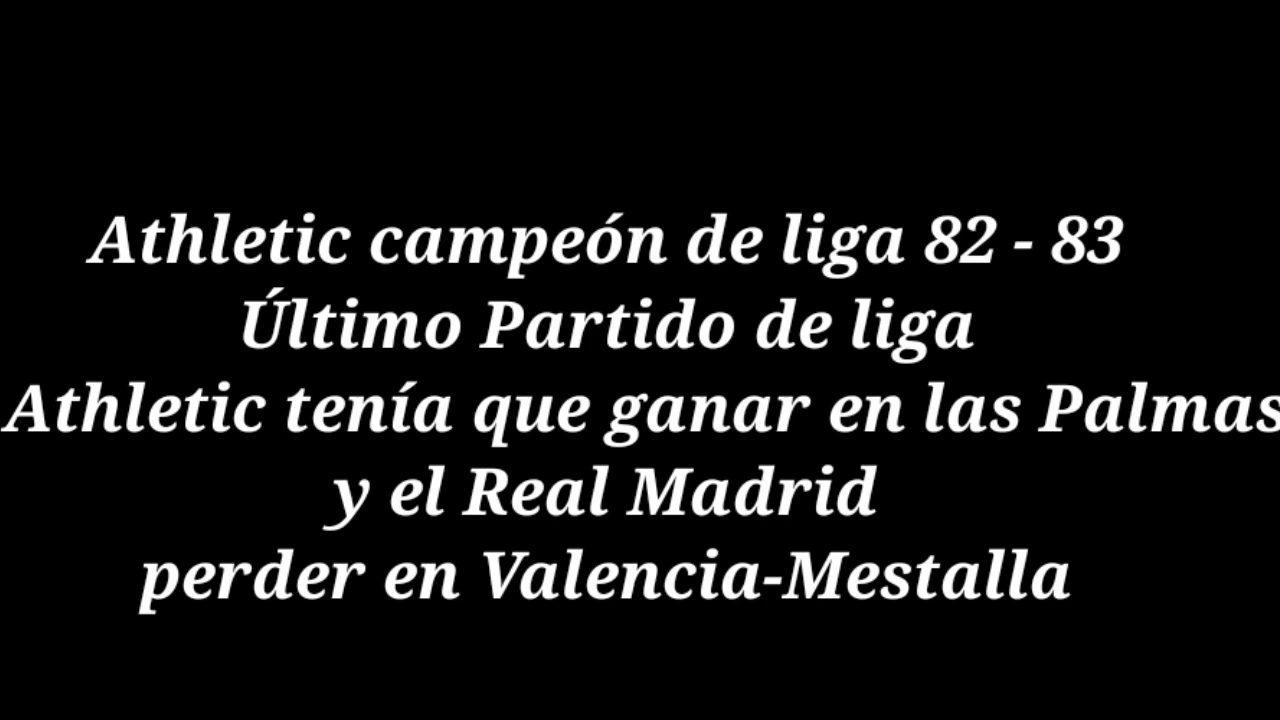 Athletic campeón de liga 82 - 83
Último Partido de liga
Athletic tenía que ganar en las Palmas
y el Real Madrid
perder en Valencia-Mestalla